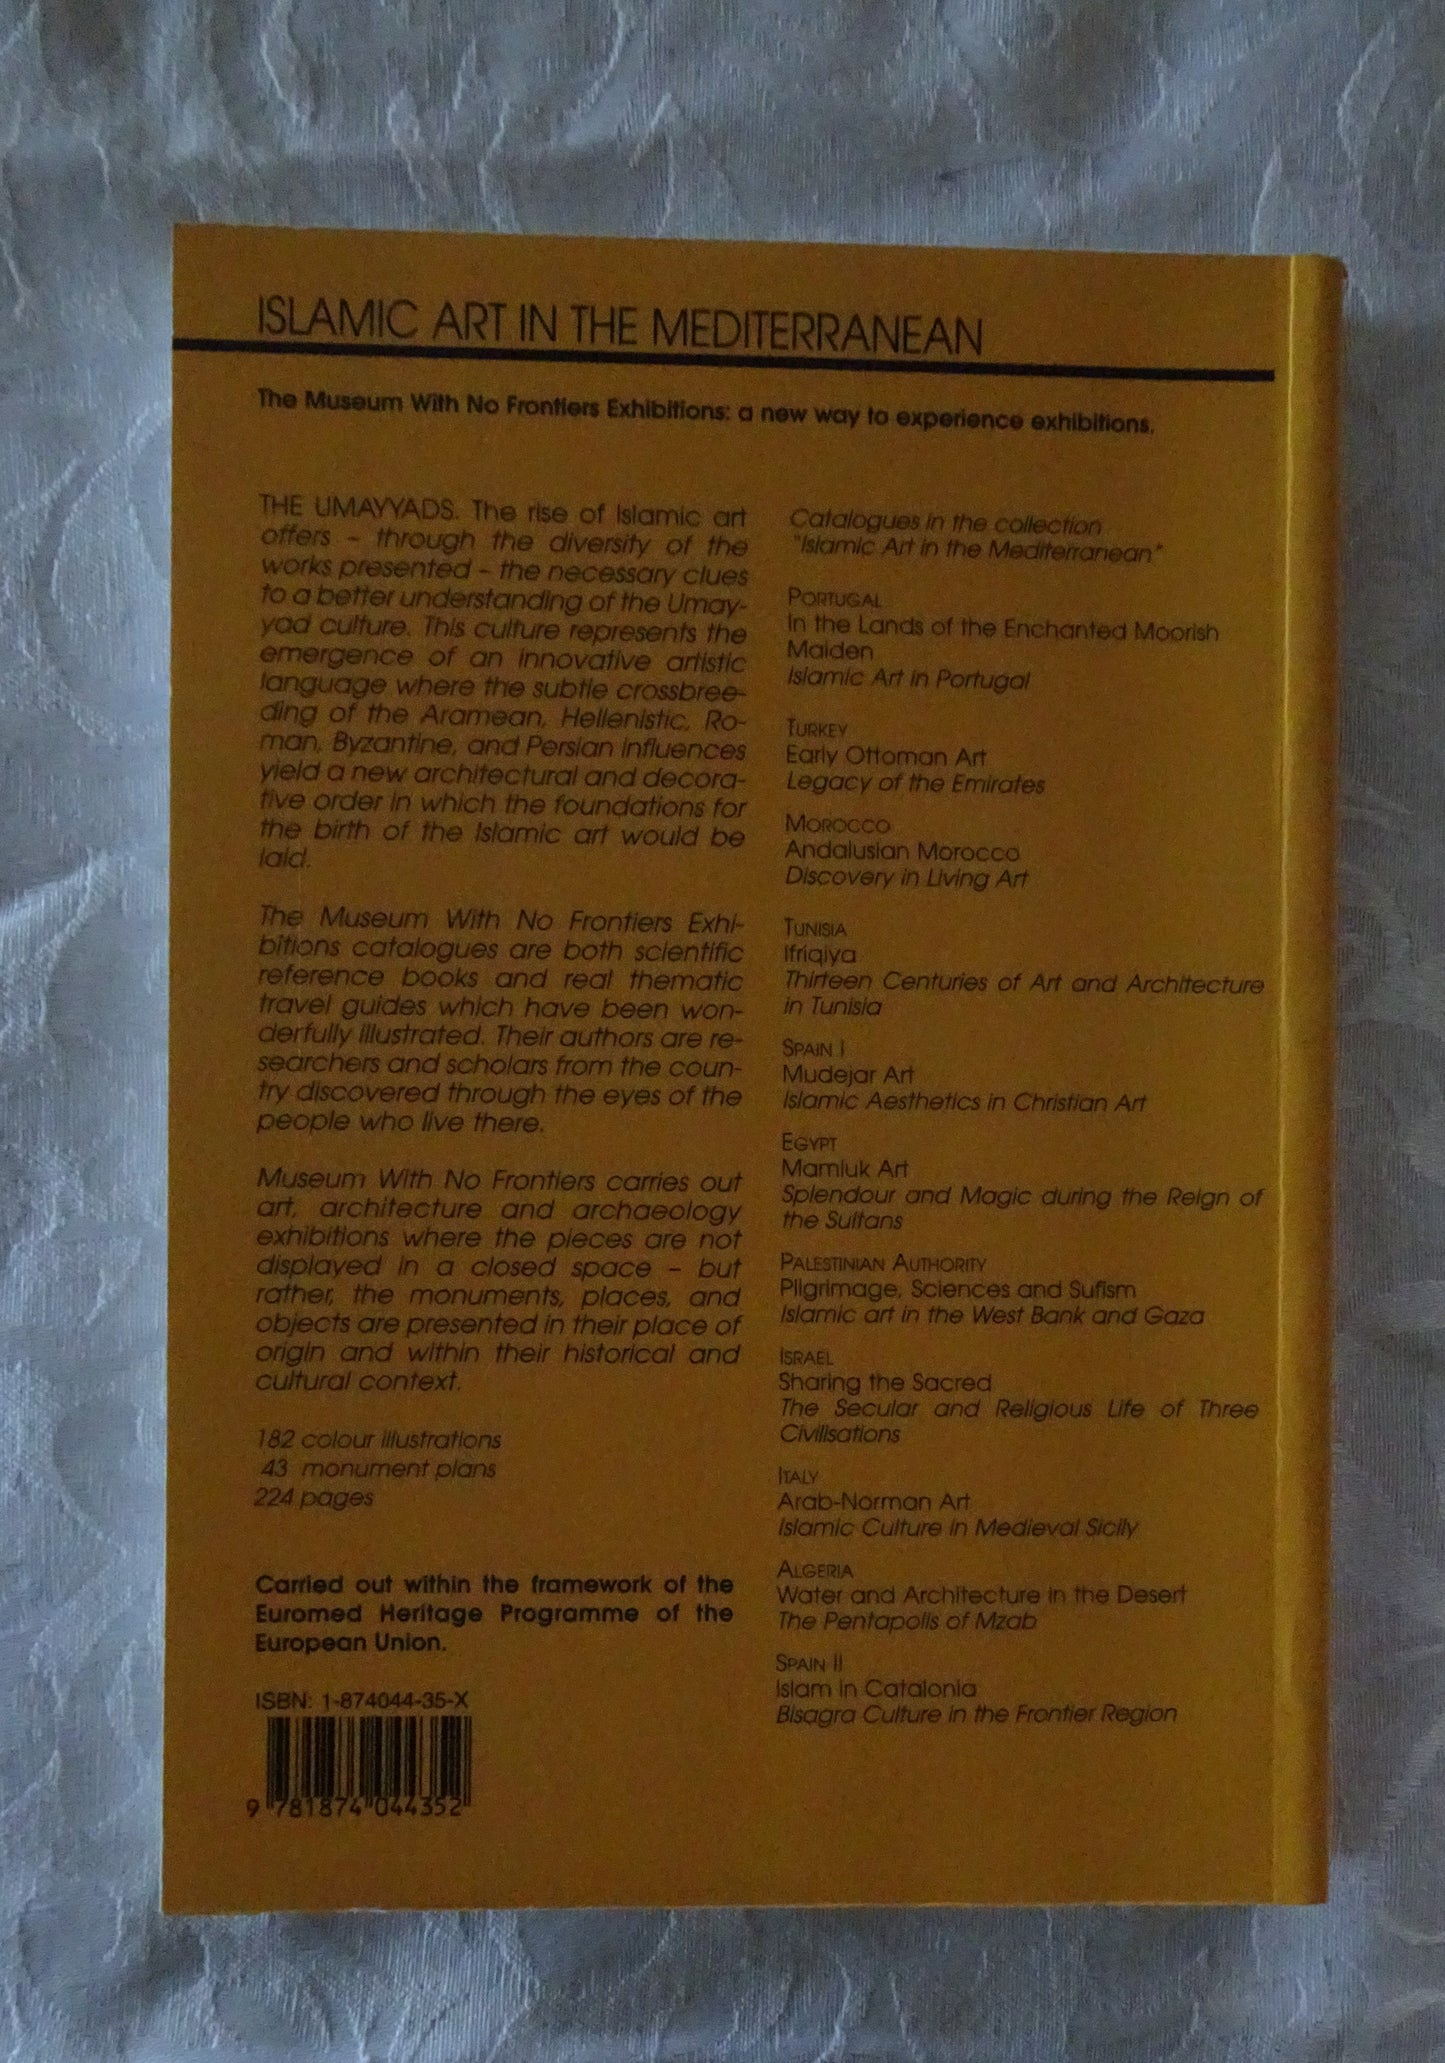 ISLAMIC ART IN THE MEDITERRANEAN
The Museum With No Frontiers Exhibitions: a new way to experience exhibitions.
THE UMAYYADS. The rise of Islamic art
offers – through the diversity of the
works presented – the necessary clues
to a better understanding of the Umay-
yad culture. This culture represents the
emergence of an innovative artistic
language where the subtle crossbree-
ding of the Aramean, Hellenistic, Ro-
man, Byzantine, and Persian influences
yield a new architectural and decora-
tive order in which the foundations for
the birth of the Islamic art would be
laid.
The Museum With No Frontiers Exhi-
bitions catalogues are both scientific
reference books and real thematic
travel guides which have been won-
derfully illustrated. Their authors are re-
searchers and scholars from the coun-
try discovered through the eyes of the
people who live there.
Museum With No Frontiers carries out
art, architecture and archaeology
exhibitions where the pieces are not
displayed in a closed space – but
rather, the monuments, places, and
objects are presented in their place of
origin and within their historical and
cultural context.
182 colour illustrations
43 monument plans
224 pages
Carried out within the framework of the
Euromed Heritage Programme of the
European Union.
ISBN: 1-874044-35-X
9 781874 044352
Catalogues in the collection
"Islamic Art in the Mediterranean"
PORTUGAL
In the Lands of the Enchanted Moorish
Maiden
Islamic Art in Portugal
TURKEY
Early Ottoman Art
Legacy of the Emirates
MOROCCO
Andalusian Morocco
Discovery in Living Art
TUNISIA
Ifriqiya
Thirteen Centuries of Art and Architecture
in Tunisia
SPAIN I
Mudejar Art
Islamic Aesthetics in Christian Art
EGYPT
Mamluk Art
Splendour and Magic during the Reign of
the Sultans
PALESTINIAN AUTHORITY
Pilgrimage, Sciences and Sufism
Islamic art in the West Bank and Gaza
ISRAEL
Sharing the Sacred
The Secular and Religious Life of Three
Civilisations
ITALY
Arab-Norman Art
Islamic Culture in Medieval Sicily
ALGERIA
Water and Architecture in the Desert
The Pentapolis of Mzab
SPAIN II
Islam in Catalonia
Bisagra Culture in the Frontier Region